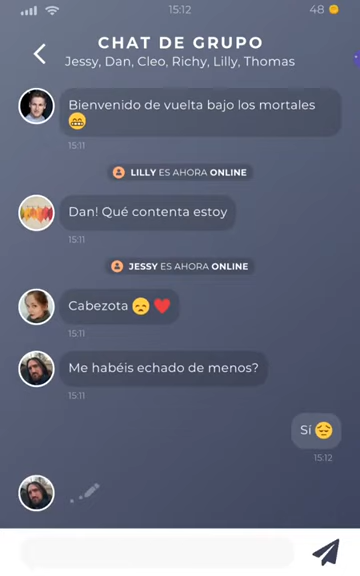 15:12
48
CHAT DE GRUPO
Jessy, Dan, Cleo, Richy, Lilly, Thomas
Bienvenido de vuelta bajo los mortales
😁
15:11
LILLY ES AHORA ONLINE
Dan! Qué contenta estoy
15:11
JESSY ES AHORA ONLINE
Cabezota 😞 ❤️
15:11
Me habéis echado de menos?
15:11
Sí 😔
15:12